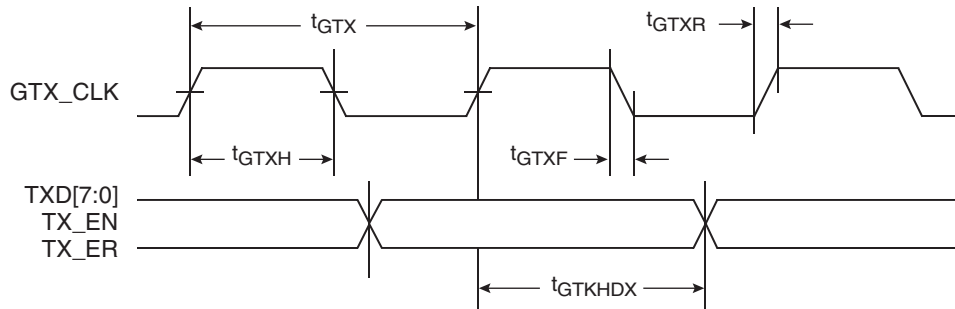 tGTX
tGTXR
GTX_CLK
tGTXH
tGTXF
TXD[7:0]
TX_EN
TX_ER
tGTKHDX